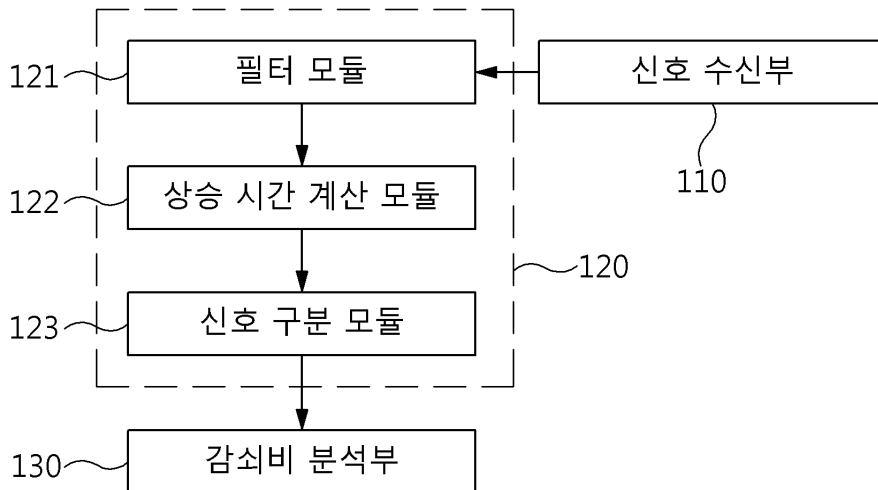 121
필터 모듈
신호 수신부
110
122
상승 시간 계산 모듈
120
123
신호 구분 모듈
130
감쇠비 분석부